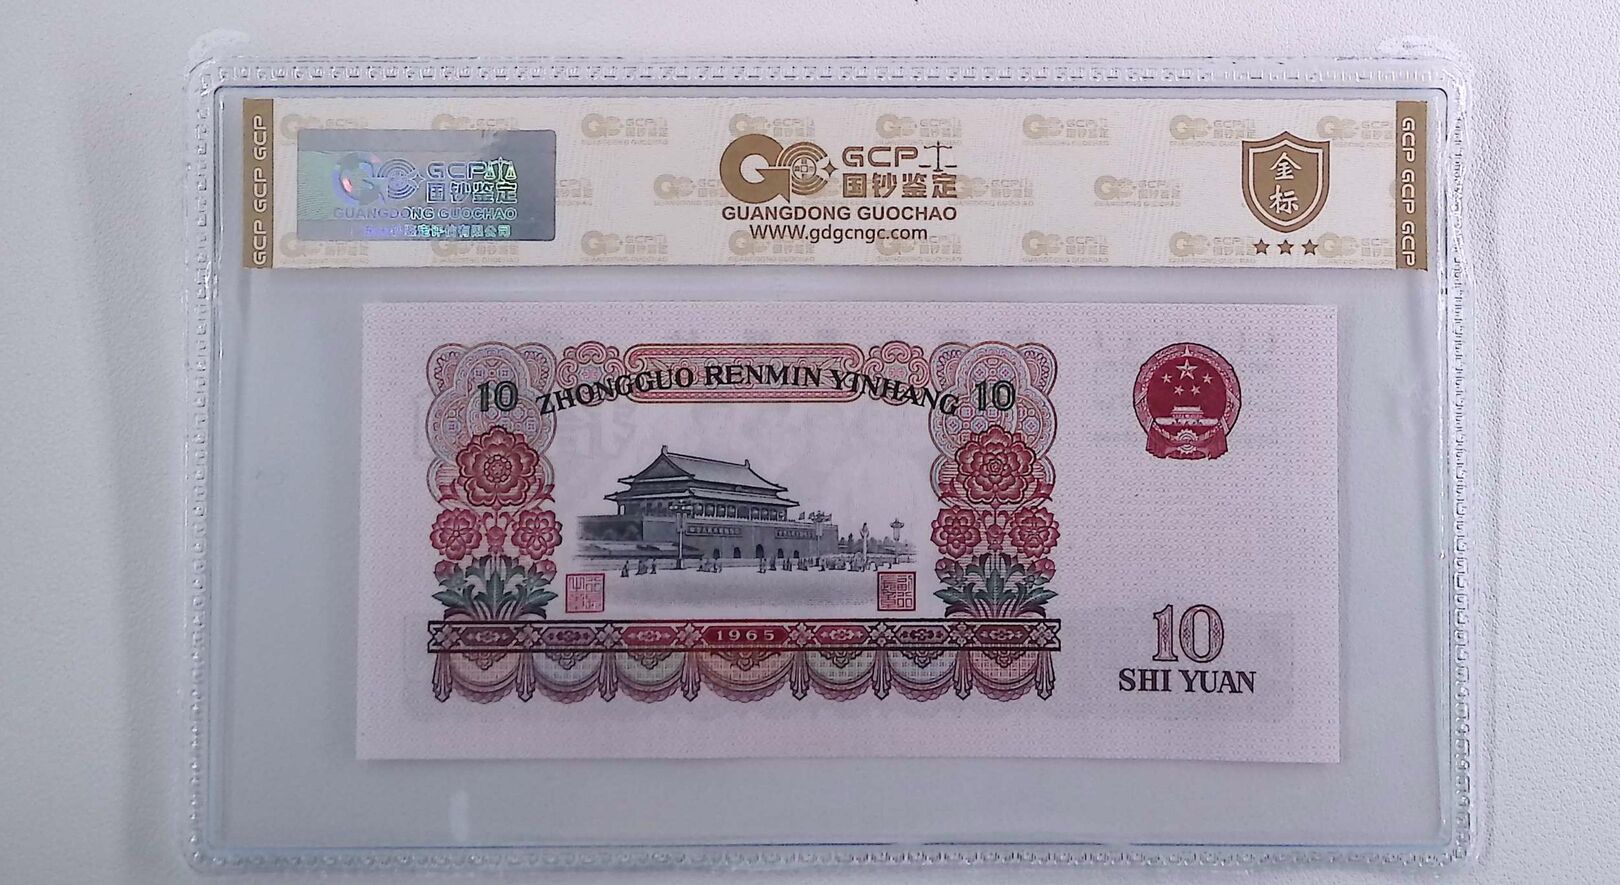 GCP GCP GCP
GCP
国钞鉴定
GUANGDONG GUOCHAO
GCP
国钞鉴定
GUANGDONG GUOCHAO
www.gdgcngc.com
金
标
GCP GCP GCP
10 ZHONGGUO RENMIN YINHANG 10
1965
10
SHI YUAN